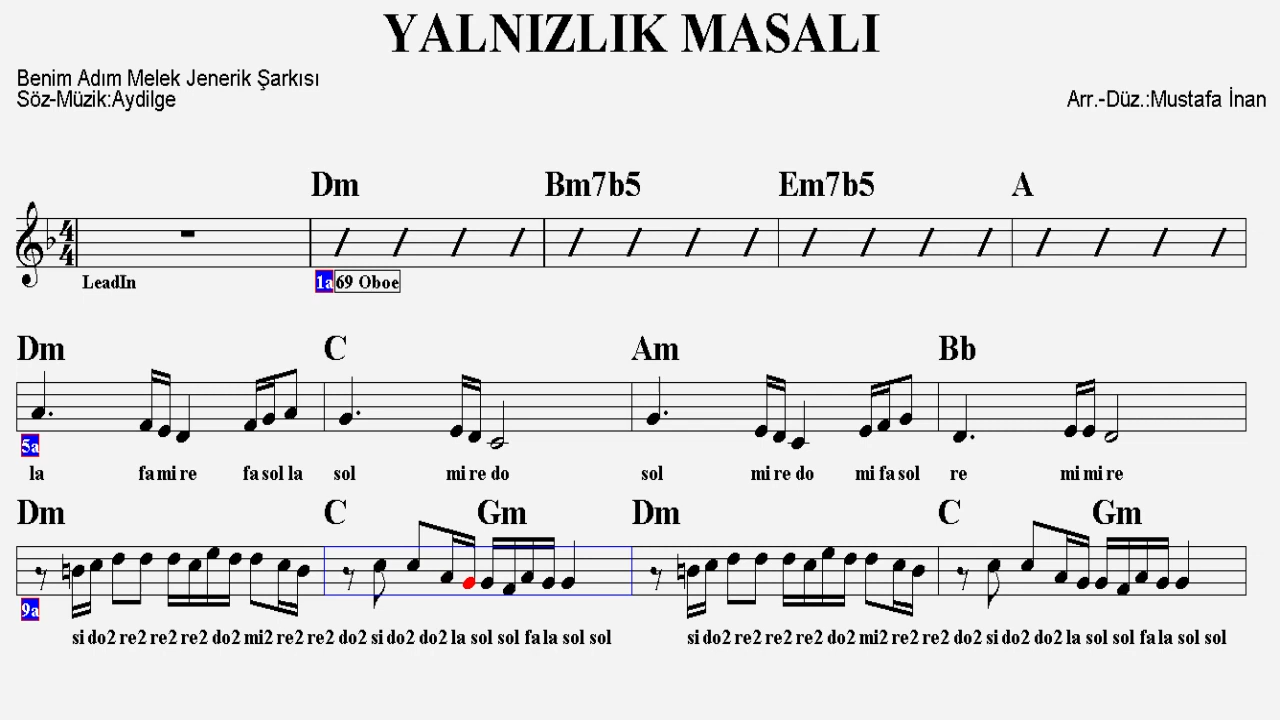 YALNIZLIK MASALI
Benim Adım Melek Jenerik Şarkısı
Söz-Müzik:Aydilge
Arr.-Düz.:Mustafa İnan
Dm Bm7b5 Em7b5 A
4
4
LeadIn 1a 69 Oboe
Dm C Am Bb
5a
la fa mi re fa sol la sol mi re do sol mi re do mi fa sol re mi mi re
Dm C Gm Dm C Gm
9a
si do2 re2 re2 re2 do2 mi2 re2 re2 do2 si do2 do2 la sol sol fa la sol sol si do2 re2 re2 re2 do2 mi2 re2 re2 do2 si do2 do2 la sol sol fa la sol sol